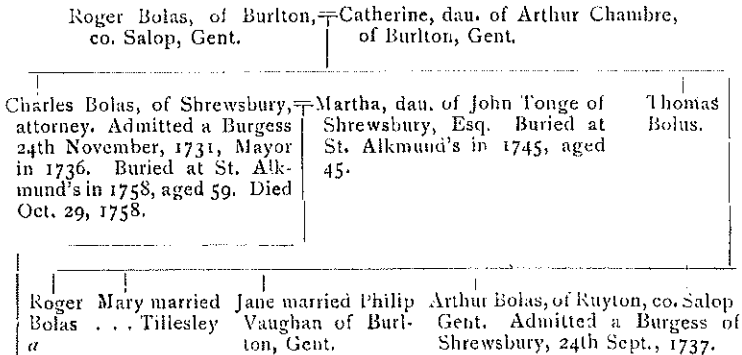 Roger Bolas, of Burlton,
co. Salop, Gent.
Catherine, dau. of Arthur Chambre,
of Burlton, Gent.
Charles Bolas, of Shrewsbury,
attorney. Admitted a Burgess
24th November, 1731, Mayor
in 1736. Buried at St. Alk-
mund's in 1758, aged 59. Died
Oct. 29, 1758.
Martha, dau. of John Tonge of
Shrewsbury, Esq. Buried at
St. Alkmund's in 1745, aged
45.
Thomas
Bolus.
Roger
Bolas
a
Mary married
. . . Tillesley
Jane married Philip
Vaughan of Burl-
ton, Gent.
Arthur Bolas, of Ruyton, co. Salop
Gent. Admitted a Burgess of
Shrewsbury, 24th Sept., 1737.